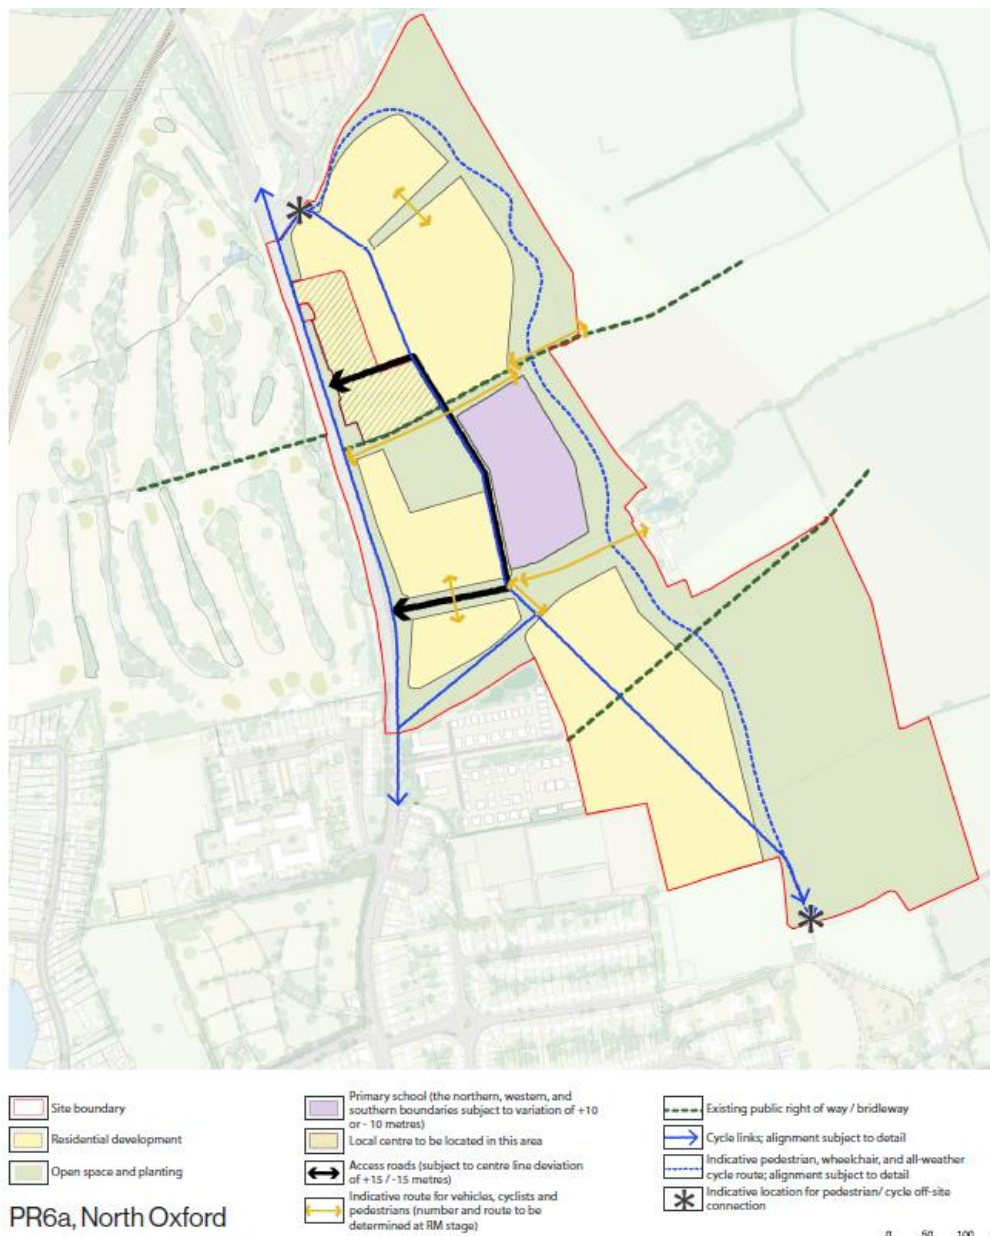 Site boundary
Residential development
Open space and planting
PR6a, North Oxford
Primary school (the northern, western, and
southern boundaries subject to variation of +10
or - 10 metres)
Local centre to be located in this area
Access roads (subject to centre line deviation
of +15 / -15 metres)
Indicative route for vehicles, cyclists and
pedestrians (number and route to be
determined at RM stage)
Existing public right of way / bridleway
Cycle links; alignment subject to detail
Indicative pedestrian, wheelchair, and all-weather
cycle route; alignment subject to detail
Indicative location for pedestrian/ cycle off-site
connection
0 50 100